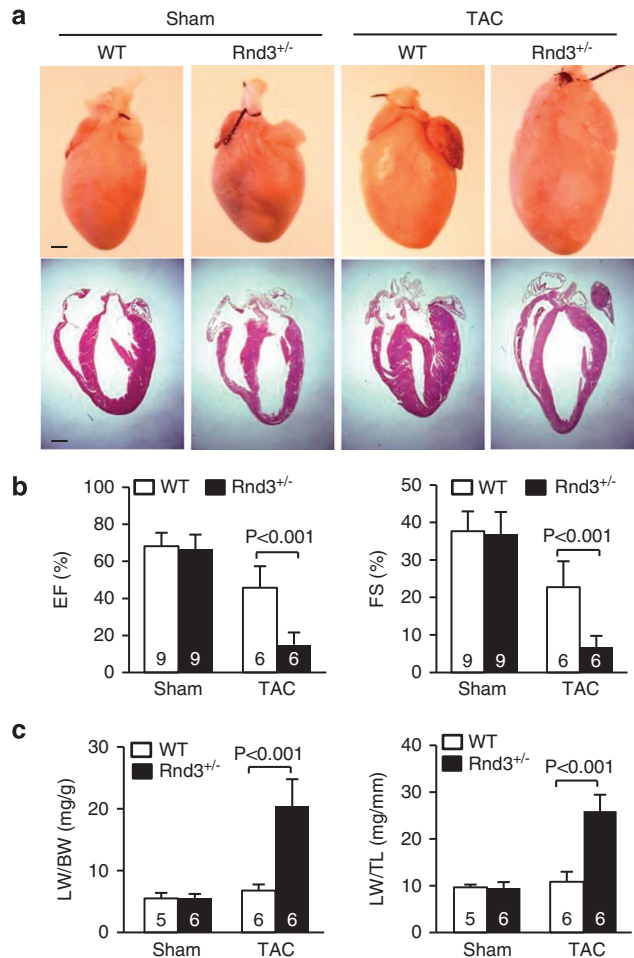 a
Sham TAC
WT Rnd3+/- WT Rnd3+/-
b
WT Rnd3+/-
EF (%)
100
80
60
40
20
0
P<0.001
9 9 6 6
Sham TAC
WT Rnd3+/-
FS (%)
50
40
30
20
10
0
P<0.001
9 9 6 6
Sham TAC
c
WT
Rnd3+/-
LW/BW (mg/g)
30
20
10
0
P<0.001
5 6 6 6
Sham TAC
WT
Rnd3+/-
LW/TL (mg/mm)
40
30
20
10
0
P<0.001
5 6 6 6
Sham TAC